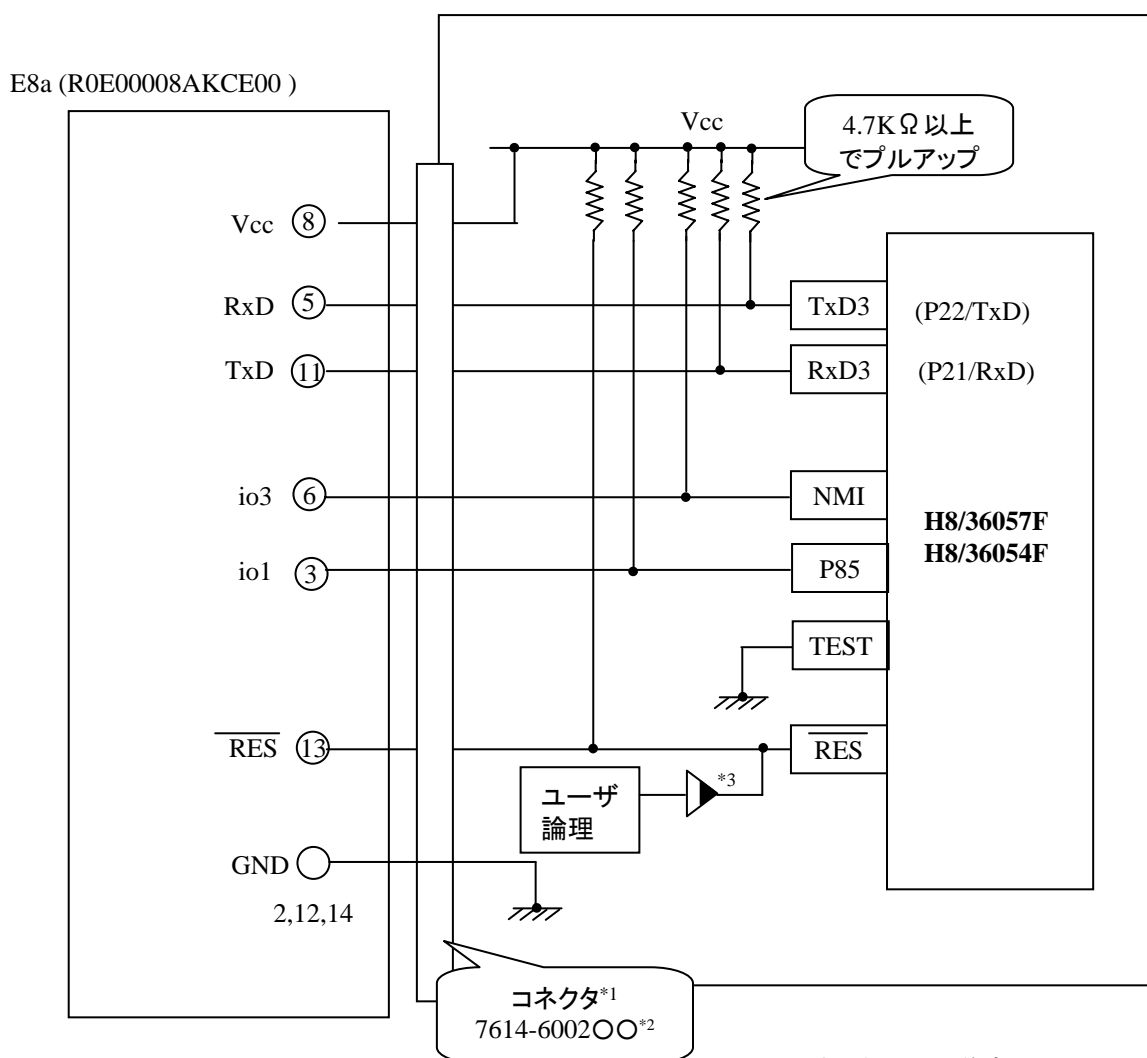 E8a (R0E00008AKCE00 )
Vcc
4.7KΩ以上
でプルアップ
Vcc 8
RxD 5
TxD3
(P22/TxD)
TxD 11
RxD3
(P21/RxD)
io3 6
NMI
H8/36057F
H8/36054F
io1 3
P85
TEST
RES 13
RES
*3
ユーザ
論理
GND
2,12,14
コネクタ*1
7614-6002○○*2